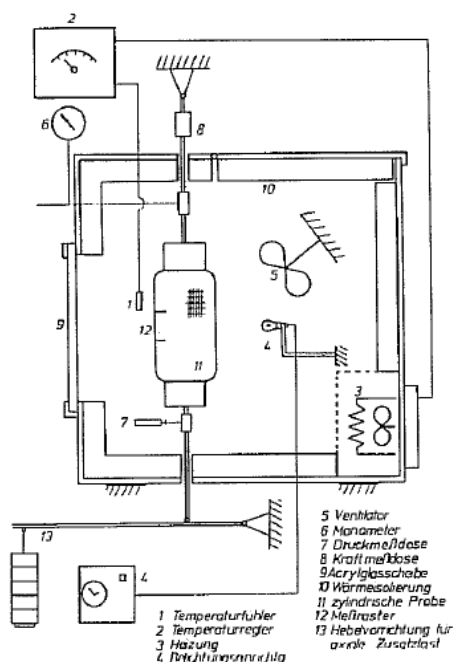 2
6
8
10
5
1
9
12
4
11
3
7
13
4
5 Ventilator
6 Manometer
7 Druckmeßdose
8 Kraftmeßdose
9 Acrylglasscheibe
10 Wärmeisolierung
11 zylindrische Probe
12 Meßraster
13 Hebelvorrichtung für
axiale Zusatzlast
1 Temperaturfühler
2 Temperaturregler
3 Heizung
4